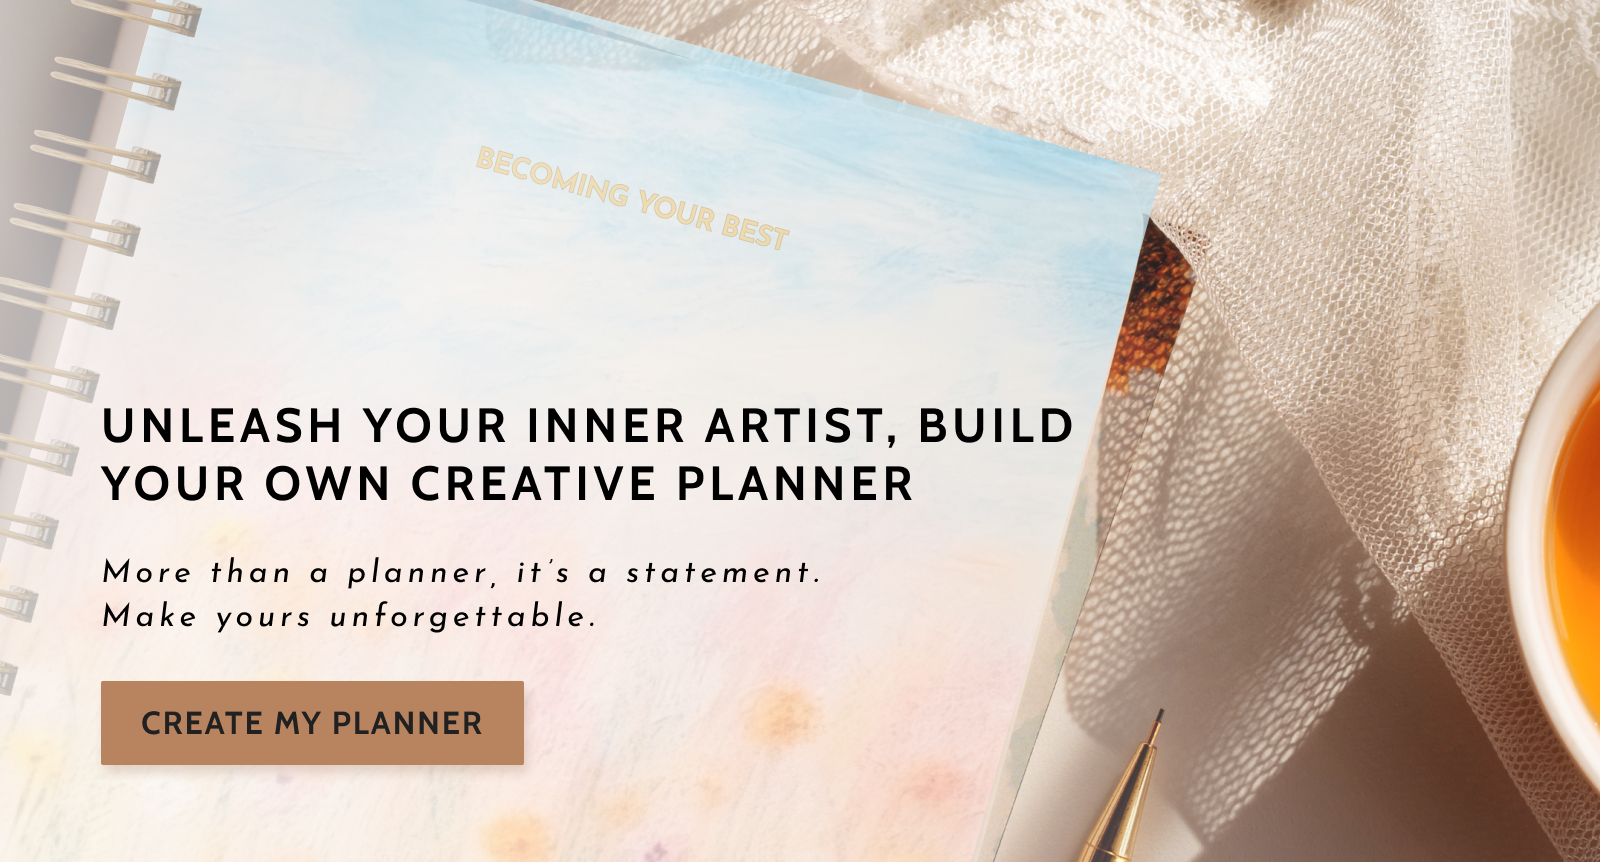 BECOMING YOUR BEST
UNLEASH YOUR INNER ARTIST, BUILD
YOUR OWN CREATIVE PLANNER
More than a planner, it's a statement.
Make yours unforgettable.
CREATE MY PLANNER